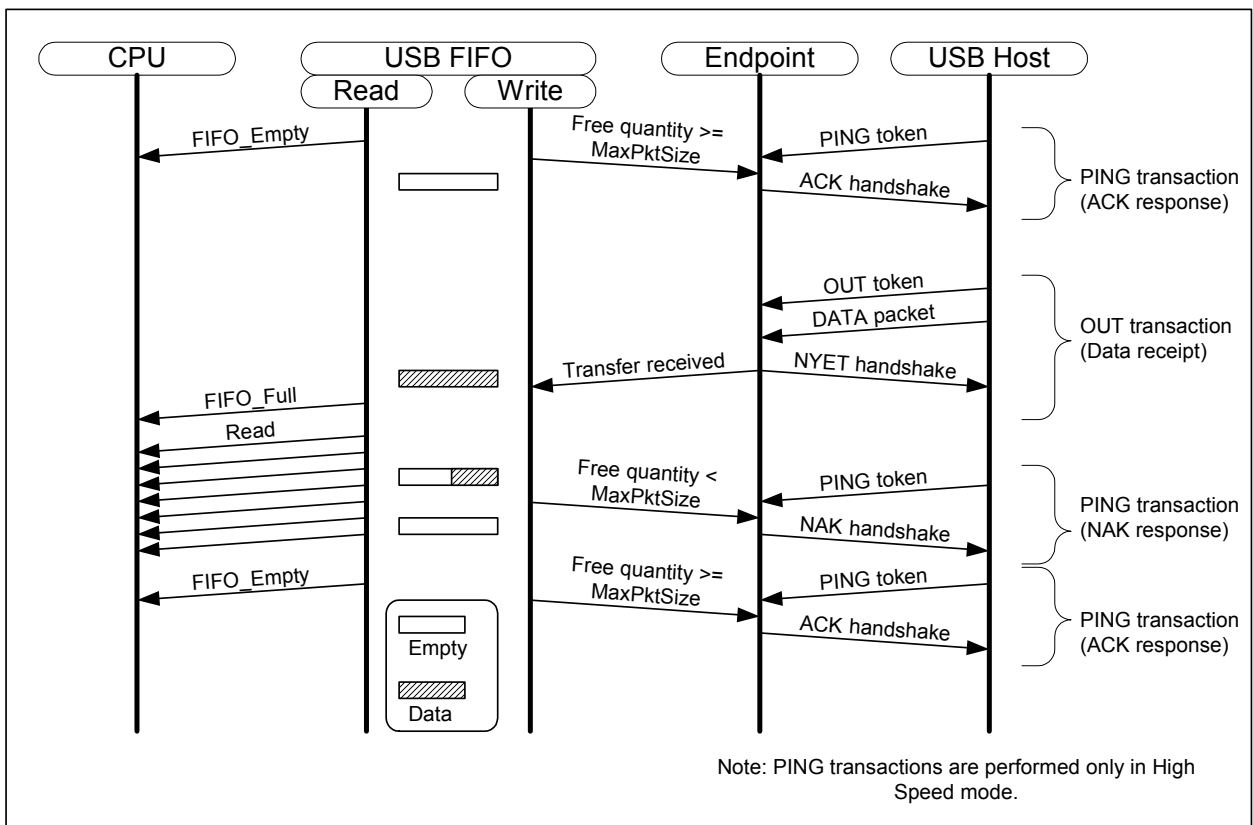 CPU
USB FIFO
Endpoint
USB Host
Read
Write
FIFO_Empty
Free quantity >=
MaxPktSize
PING token
ACK handshake
PING transaction
(ACK response)
OUT token
DATA packet
OUT transaction
(Data receipt)
Transfer received
NYET handshake
FIFO_Full
Read
Free quantity <
MaxPktSize
PING token
NAK handshake
PING transaction
(NAK response)
FIFO_Empty
Free quantity >=
MaxPktSize
PING token
ACK handshake
PING transaction
(ACK response)
Empty
Data
Note: PING transactions are performed only in High
Speed mode.